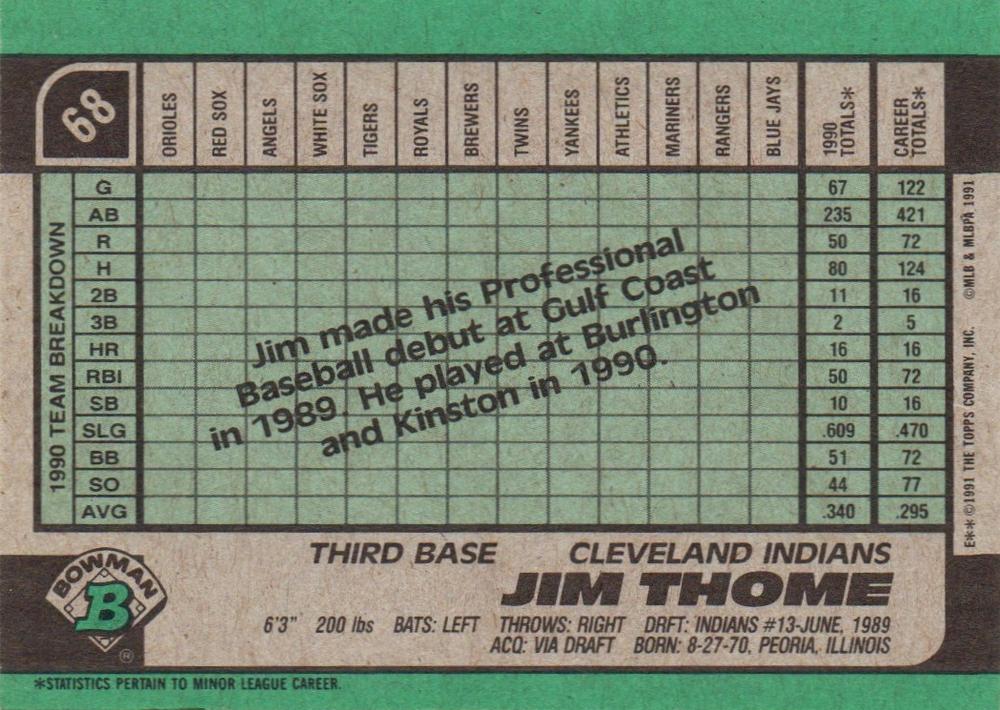 68
ORIOLES RED SOX ANGELS WHITE SOX TIGERS ROYALS BREWERS TWINS YANKEES ATHLETICS MARINERS RANGERS BLUE JAYS 1990 TOTALS* CAREER TOTALS*
1990 TEAM BREAKDOWN
G 67 122
AB 235 421
R 50 72
H 80 124
2B 11 16
3B 2 5
HR 16 16
RBI 50 72
SB 10 16
SLG .609 .470
BB 51 72
SO 44 77
AVG .340 .295
Jim made his Professional
Baseball debut at Gulf Coast
in 1989. He played at Burlington
and Kinston in 1990.
E** ©1991 THE TOPPS COMPANY, INC. ©MLB & MLBPA 1991
BOWMAN
B
®
THIRD BASE CLEVELAND INDIANS
JIM THOME
6'3" 200 lbs BATS: LEFT THROWS: RIGHT DRFT: INDIANS #13-JUNE, 1989
ACQ: VIA DRAFT BORN: 8-27-70, PEORIA, ILLINOIS
*STATISTICS PERTAIN TO MINOR LEAGUE CAREER.